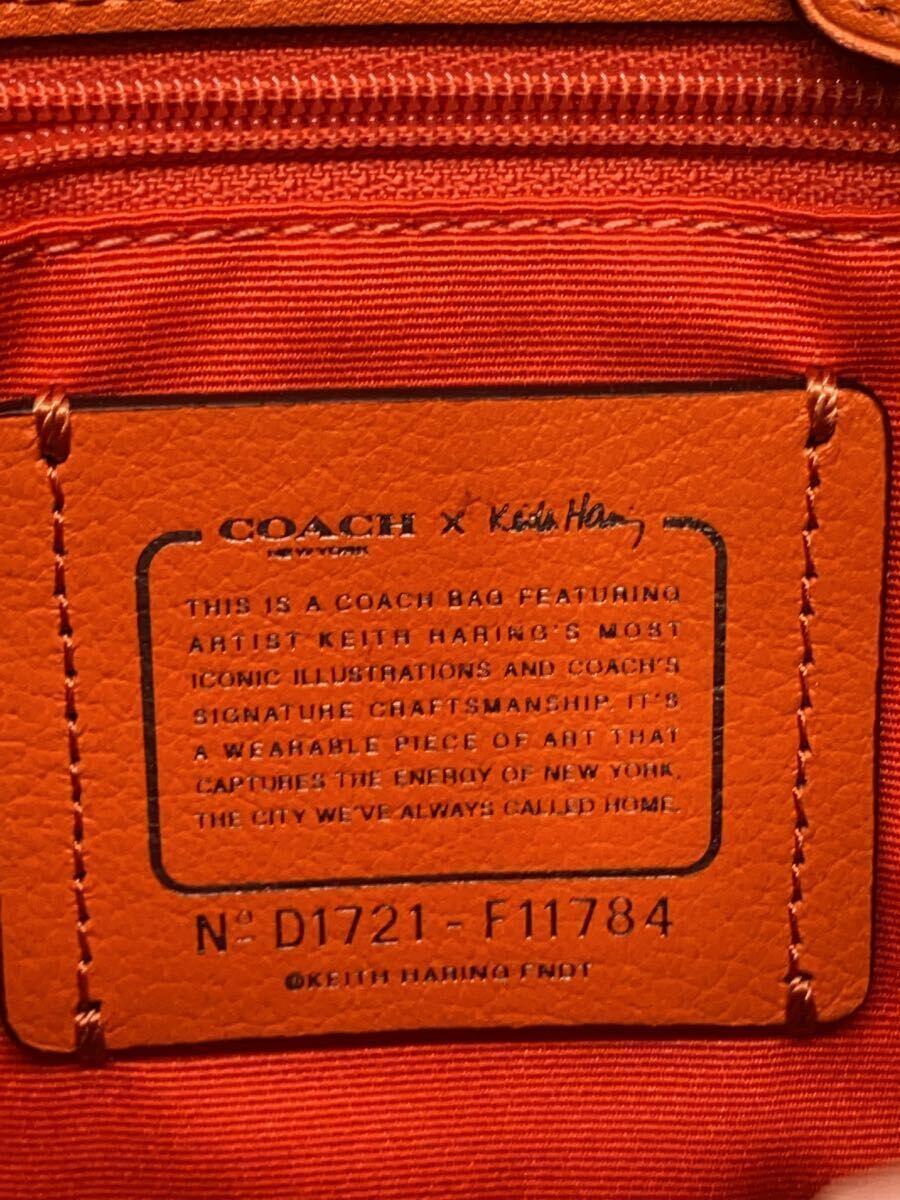 COACH x Keith Haring
NEW YORK
THIS IS A COACH BAG FEATURING
ARTIST KEITH HARING'S MOST
ICONIC ILLUSTRATIONS AND COACH'S
SIGNATURE CRAFTSMANSHIP. IT'S
A WEARABLE PIECE OF ART THAT
CAPTURES THE ENERGY OF NEW YORK,
THE CITY WE'VE ALWAYS CALLED HOME.
Nº D1721 - F11784
©KEITH HARING FNDT